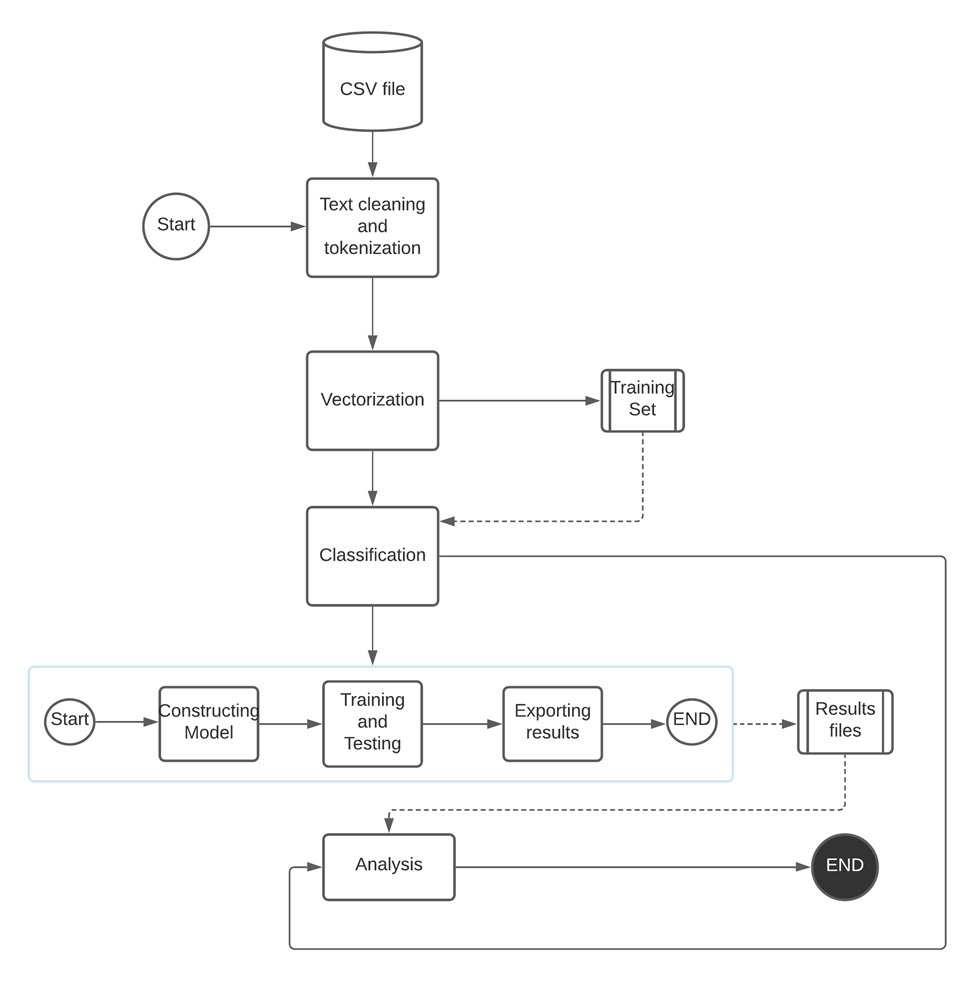 CSV file
Start
Text cleaning
and
tokenization
Vectorization
Training
Set
Classification
Start
Constructing
Model
Training
and
Testing
Exporting
results
END
Results
files
Analysis
END